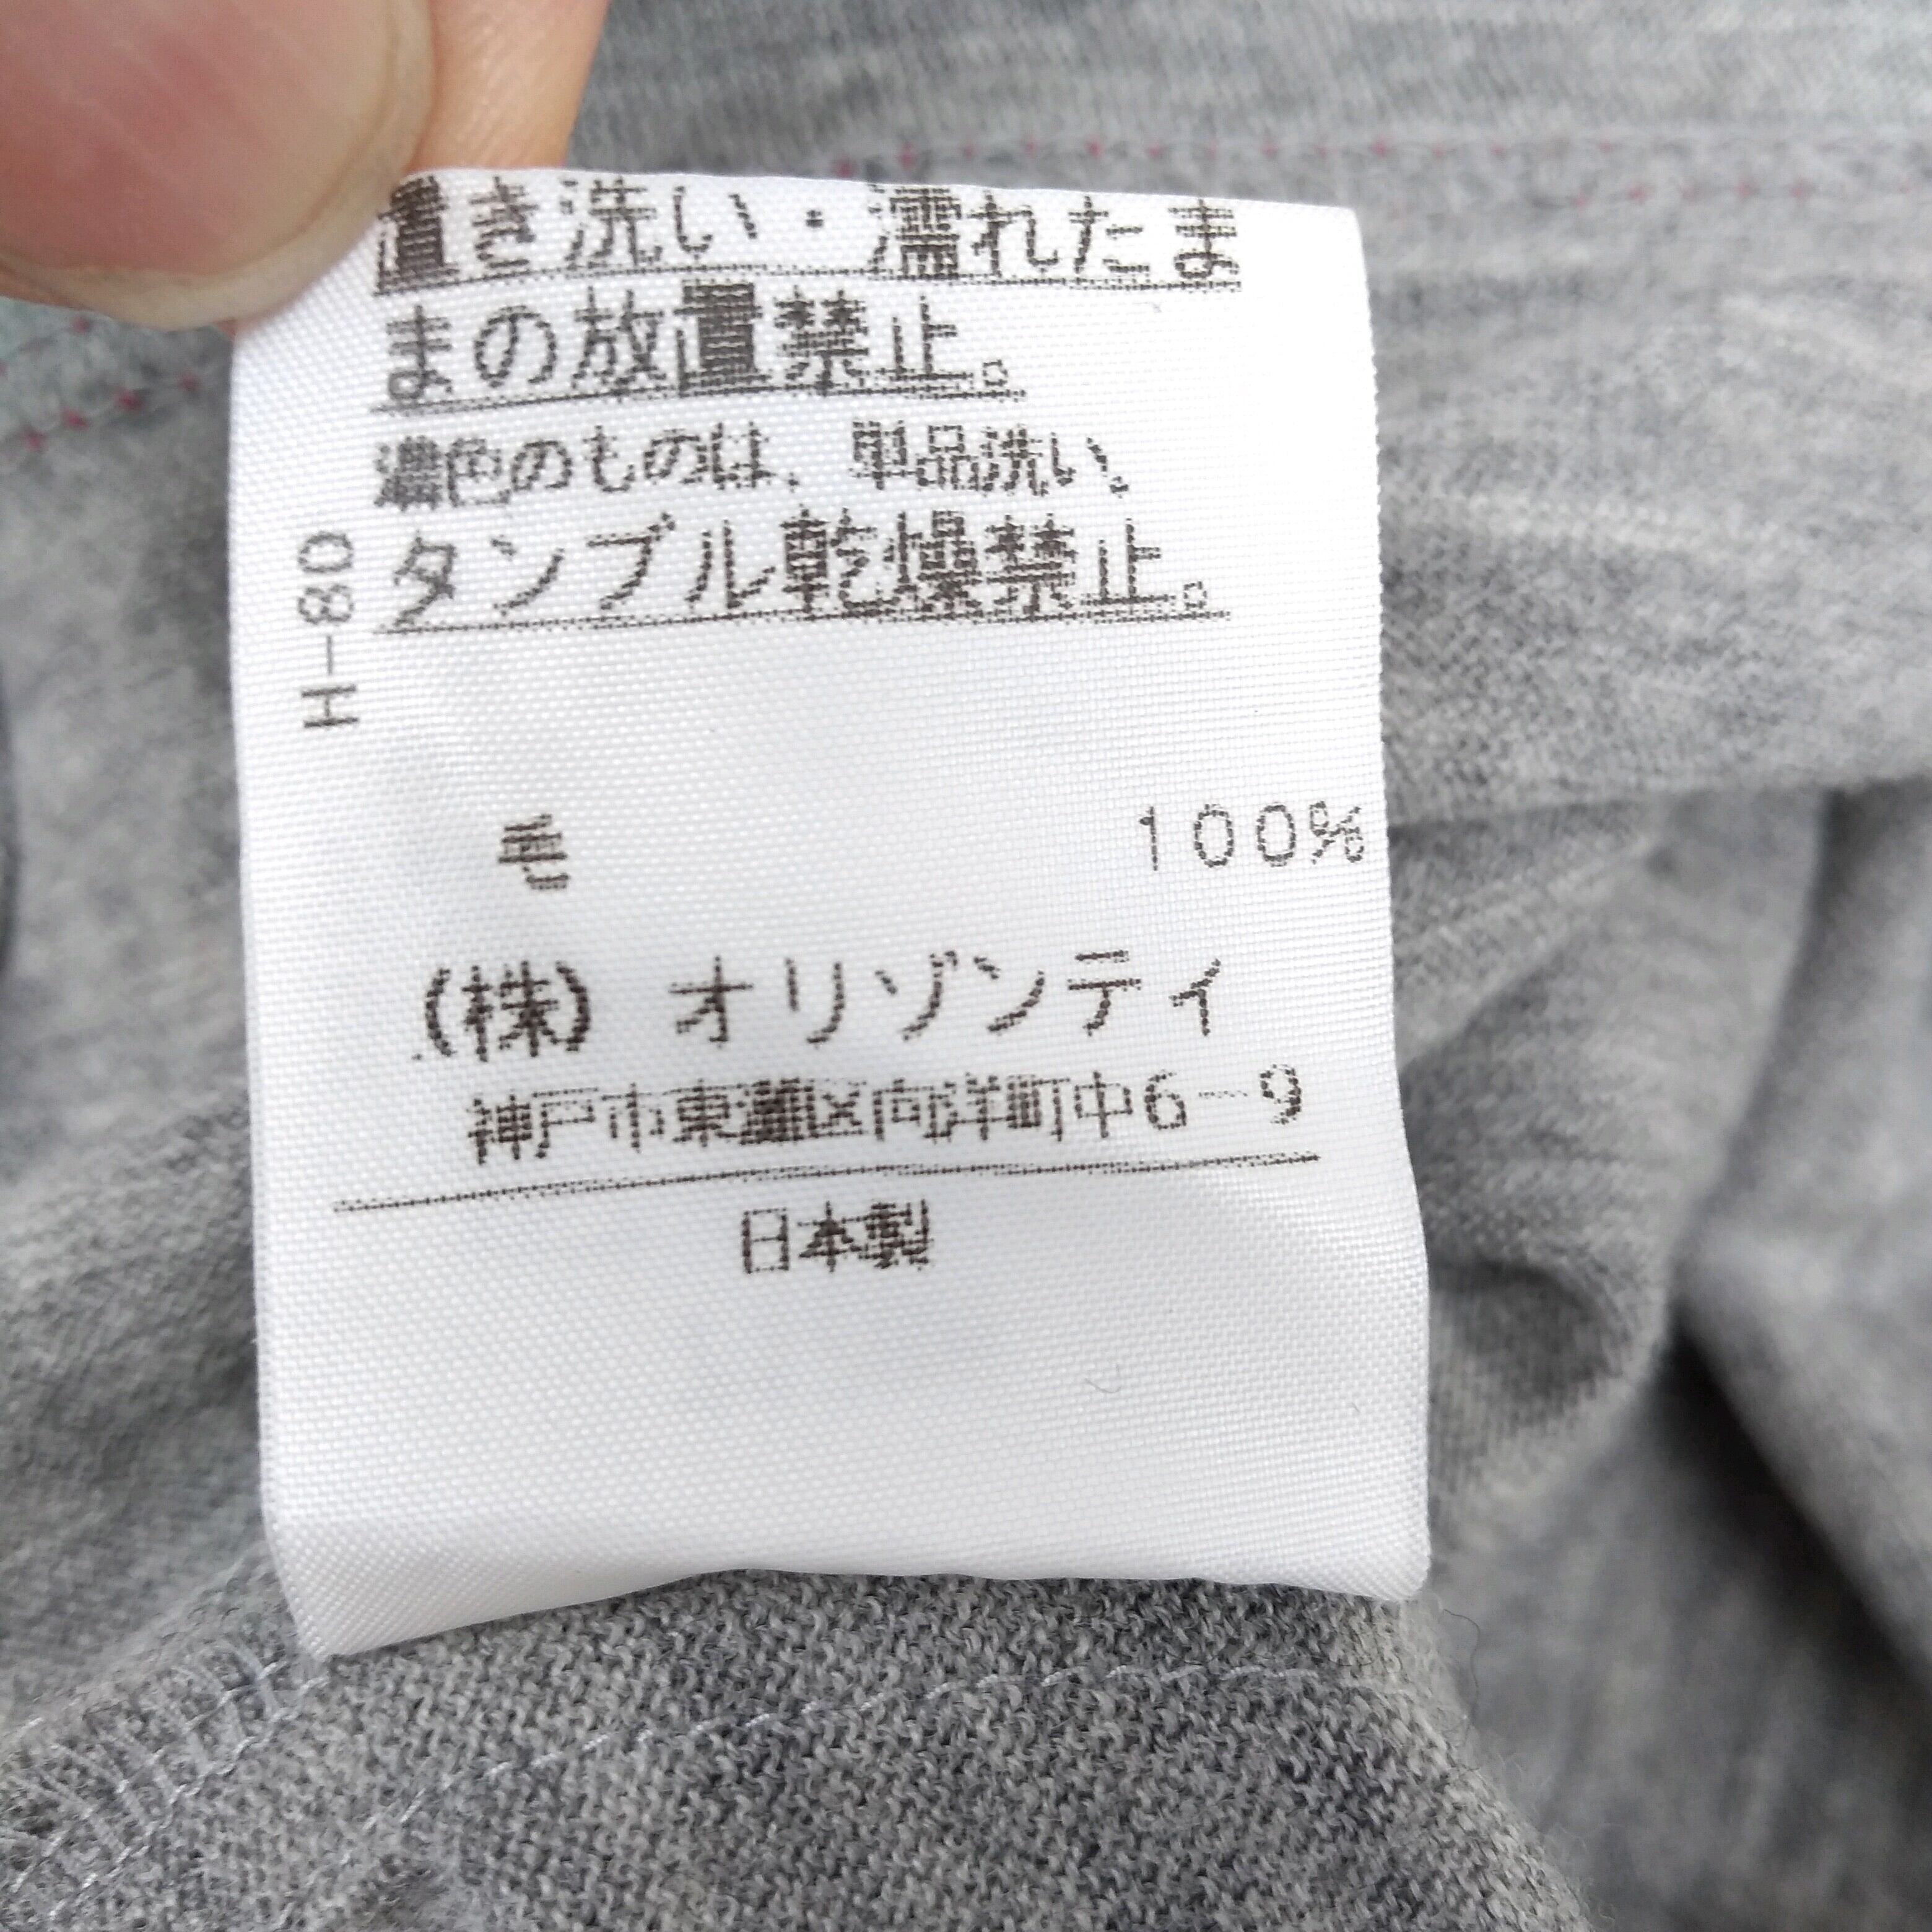 置き洗い・濡れたま
まの放置禁止。
濃色のものは、単品洗い、
タンブル乾燥禁止。
H-80
毛 100%
(株) オリゾンティ
神戸市東灘区向洋町中6-9
日本製